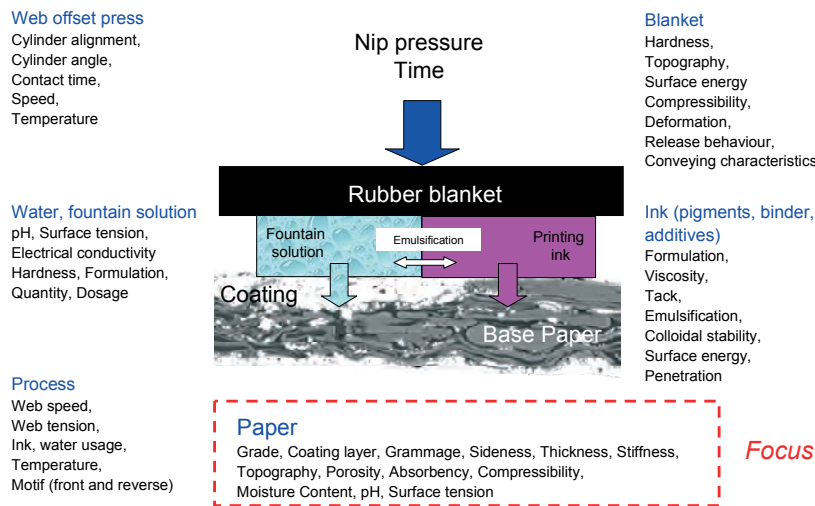 Web offset press
Cylinder alignment,
Cylinder angle,
Contact time,
Speed,
Temperature
Nip pressure
Time
Blanket
Hardness,
Topography,
Surface energy
Compressibility,
Deformation,
Release behaviour,
Conveying characteristics
Rubber blanket
Water, fountain solution
pH, Surface tension,
Electrical conductivity
Hardness, Formulation,
Quantity, Dosage
Fountain
solution
Emulsification
Printing
ink
Coating
Base Paper
Ink (pigments, binder,
additives)
Formulation,
Viscosity,
Tack,
Emulsification,
Colloidal stability,
Surface energy,
Penetration
Process
Web speed,
Web tension,
Ink, water usage,
Temperature,
Motif (front and reverse)
Paper
Grade, Coating layer, Grammage, Sideness, Thickness, Stiffness,
Topography, Porosity, Absorbency, Compressibility,
Moisture Content, pH, Surface tension
Focus